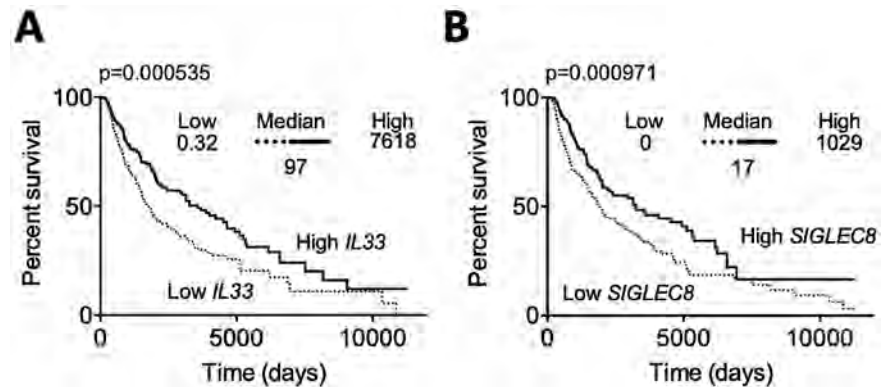 A
p=0.000535
Percent survival
100
50
0
Low Median High
0.32 97 7618
High IL33
Low IL33
0 5000 10000
Time (days)
B
p=0.000971
Percent survival
100
50
0
Low Median High
0 17 1029
High SIGLEC8
Low SIGLEC8
0 5000 10000
Time (days)